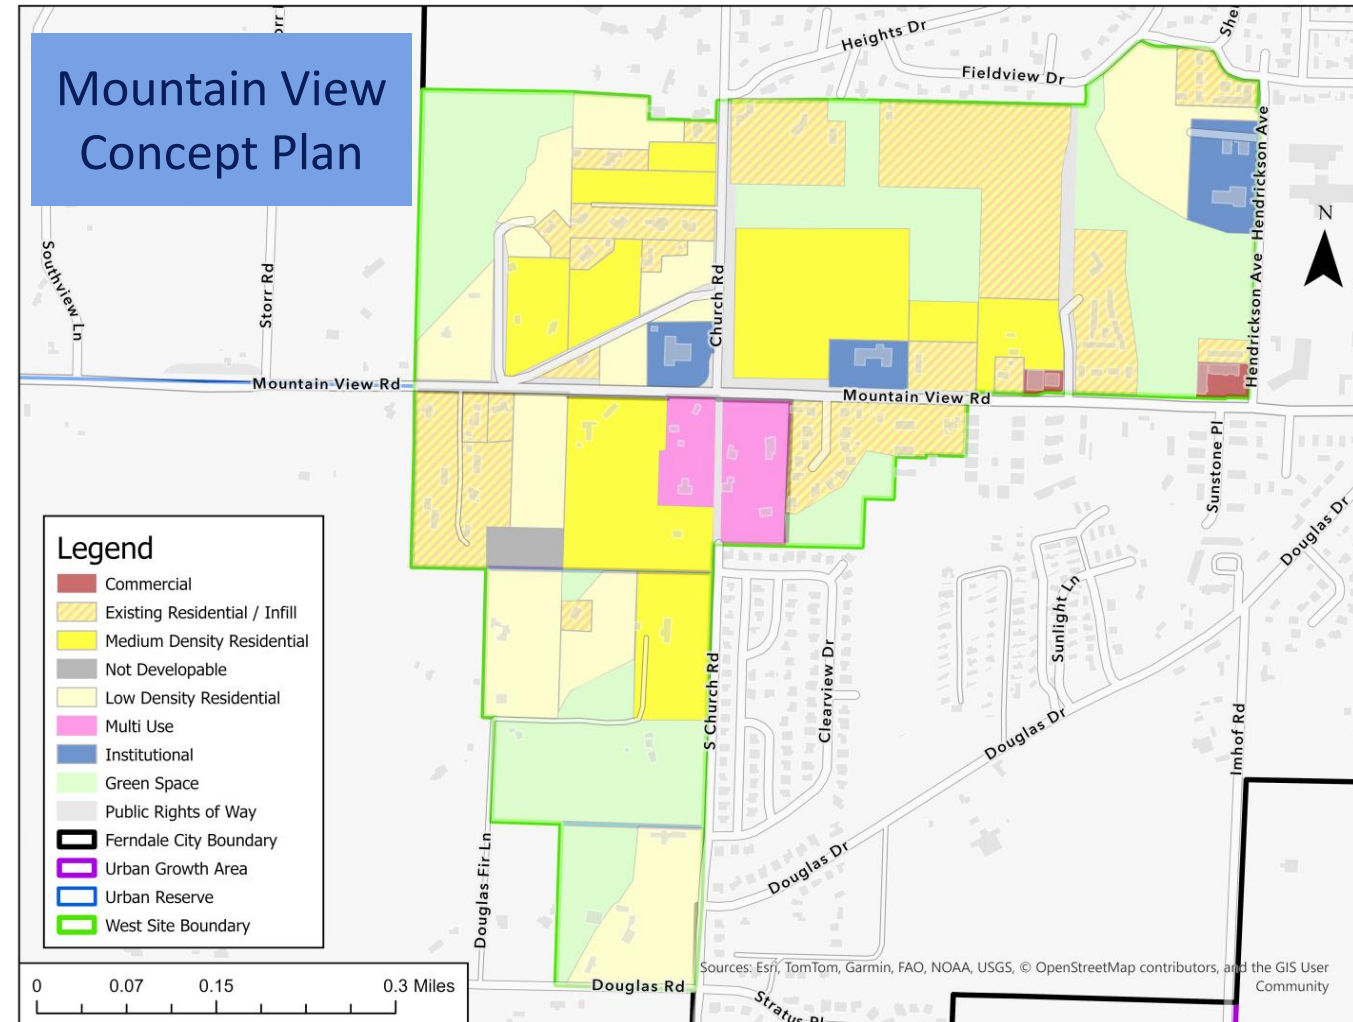 Mountain View
Concept Plan
Heights Dr
Fieldview Dr
She
Hendrickson Ave
Hendrickson Ave
N
Southview Ln
Storr Rd
Church Rd
Mountain View Rd
Mountain View Rd
Sunstone Pl
Douglas Dr
Sunlight Ln
Clearview Dr
S Church Rd
Douglas Dr
Imhof Rd
Douglas Fir Ln
Douglas Dr
Legend
Commercial
Existing Residential / Infill
Medium Density Residential
Not Developable
Low Density Residential
Multi Use
Institutional
Green Space
Public Rights of Way
Ferndale City Boundary
Urban Growth Area
Urban Reserve
West Site Boundary
Sources: Esri, TomTom, Garmin, FAO, NOAA, USGS, © OpenStreetMap contributors, and the GIS User
Community
0 0.07 0.15 0.3 Miles
Douglas Rd
Stratus Pl